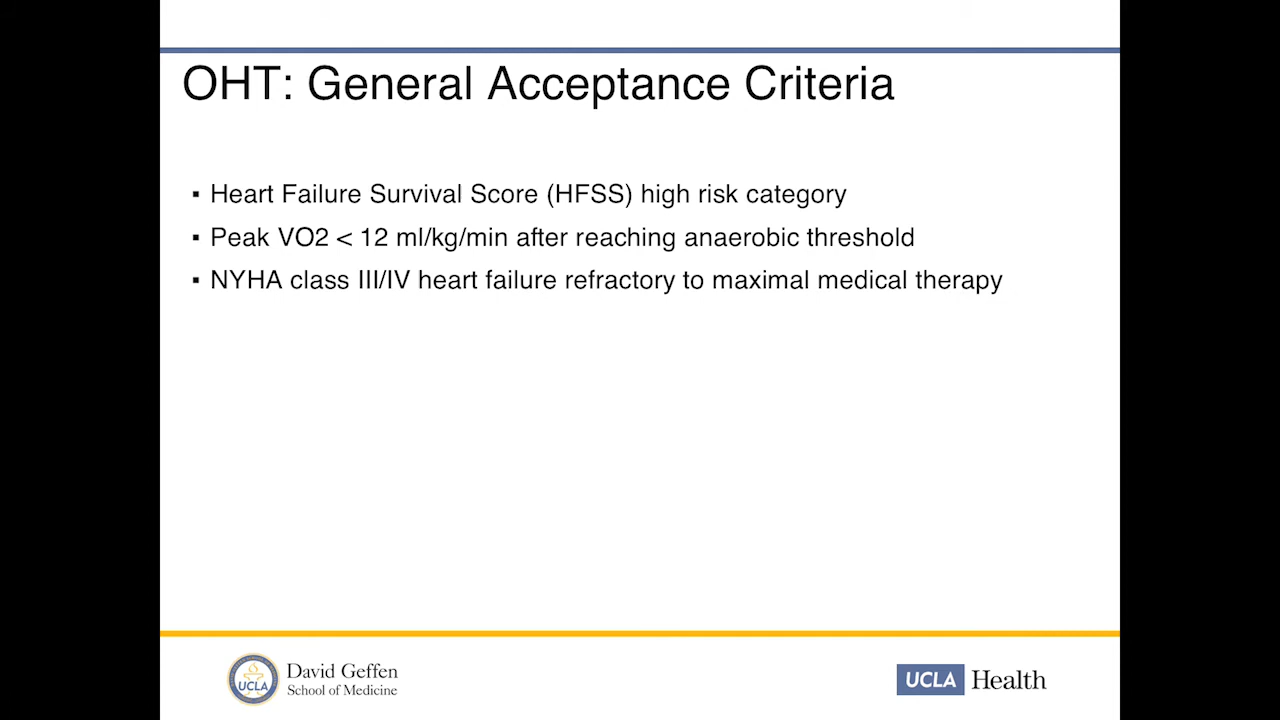 OHT: General Acceptance Criteria
▪ Heart Failure Survival Score (HFSS) high risk category
▪ Peak VO2 < 12 ml/kg/min after reaching anaerobic threshold
▪ NYHA class III/IV heart failure refractory to maximal medical therapy
UCLA
David Geffen
School of Medicine
UCLA Health